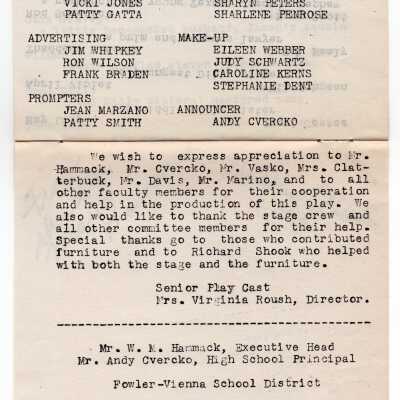 VICKI JONES SHARYN PETERS
PATTY GATTA SHARLENE PENROSE
ADVERTISING MAKE-UP
JIM WHIPKEY EILEEN WEBBER
RON WILSON JUDY SCHWARTZ
FRANK BRADEN CAROLINE KERNS
STEPHANIE DENT
PROMPTERS
JEAN MARZANO ANNOUNCER
PATTY SMITH ANDY CVERCKO
We wish to express appreciation to Mr.
Hammack, Mr. Cvercko, Mr. Vasko, Mrs. Clat-
terbuck, Mr. Davis, Mr. Marino, and to all
other faculty members for their cooperation
and help in the production of this play. We
also would like to thank the stage crew and
all other committee members for their help.
Special thanks go to those who contributed
furniture and to Richard Shook who helped
with both the stage and the furniture.
Senior Play Cast
Mrs. Virginia Roush, Director.
Mr. W. M. Hammack, Executive Head
Mr. Andy Cvercko, High School Principal
Fowler-Vienna School District